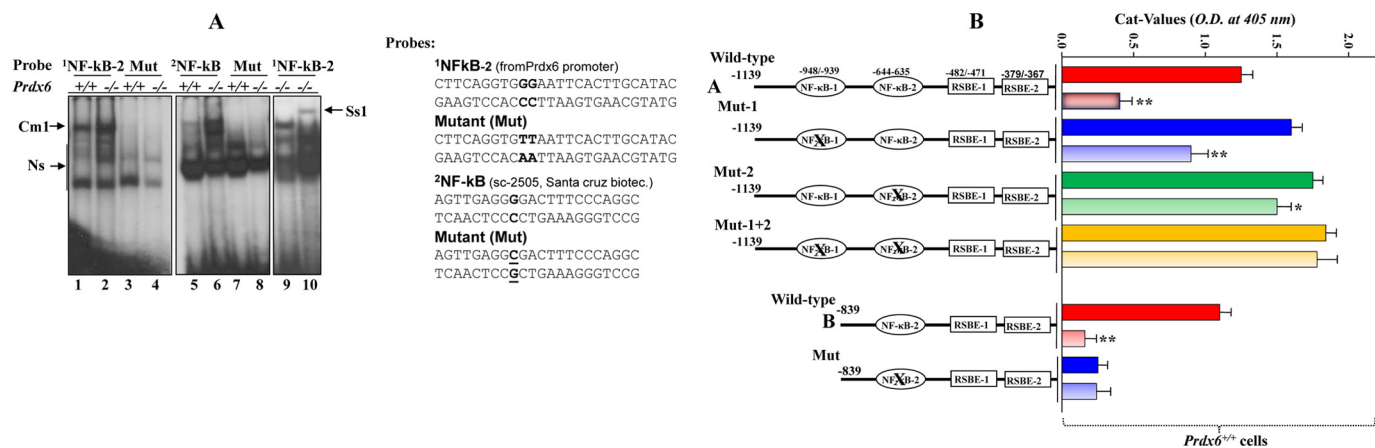 A
Probe ¹NF-kB-2 Mut ²NF-kB Mut ¹NF-kB-2
Prdx6 +/+ -/- +/+ -/- +/+ -/- +/+ -/- -/- -/-
Ss1
Cm1
Ns
1 2 3 4 5 6 7 8 9 10
Probes:
¹NFkB-2 (fromPrdx6 promoter)
CTTCAGGTGGGAATTCACTTGCATAC
GAAGTCCACCCTTAAGTGAACGTATG
Mutant (Mut)
CTTCAGGTGTTAATTCACTTGCATAC
GAAGTCCACAATTAAGTGAACGTATG
²NF-kB (sc-2505, Santa cruz biotec.)
AGTTGAGGGGACTTTCCCAGGC
TCAACTCCCCTGAAAGGGTCCG
Mutant (Mut)
AGTTGAGGCGACTTTCCCAGGC
TCAACTCCGCTGAAAGGGTCCG
B
Cat-Values (O.D. at 405 nm)
0.0 0.5 1.0 1.5 2.0
Wild-type
-1139
-948/-939 -644-635 -482/-471 -379/-367
A
NF-κB-1 NF-κB-2 RSBE-1 RSBE-2
**
Mut-1
-1139
NF-κB-1 X NF-κB-2 RSBE-1 RSBE-2
**
Mut-2
-1139
NF-κB-1 NF-κB-2 X RSBE-1 RSBE-2
*
Mut-1+2
-1139
NF-κB-1 X NF-κB-2 X RSBE-1 RSBE-2
Wild-type
-839
B
NF-κB-2 RSBE-1 RSBE-2
**
Mut
-839
NF-κB-2 X RSBE-1 RSBE-2
Prdx6+/+ cells